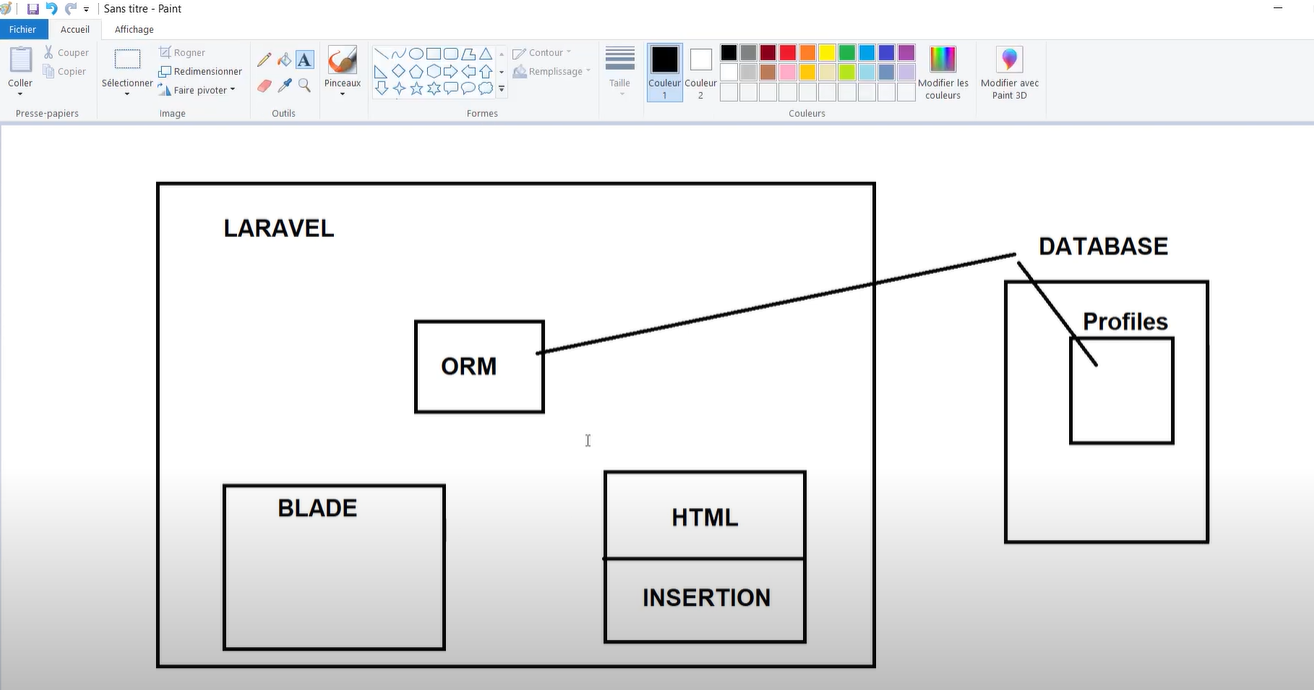 Sans titre - Paint
Fichier
Accueil
Affichage
Coller
Couper
Copier
Presse-papiers
Sélectionner
Rogner
Redimensionner
Faire pivoter
Image
A
Outils
Pinceaux
Contour
Remplissage
Formes
Taille
Couleur
1
Couleur
2
Modifier les
couleurs
Couleurs
Modifier avec
Paint 3D
LARAVEL
DATABASE
Profiles
ORM
BLADE
HTML
INSERTION